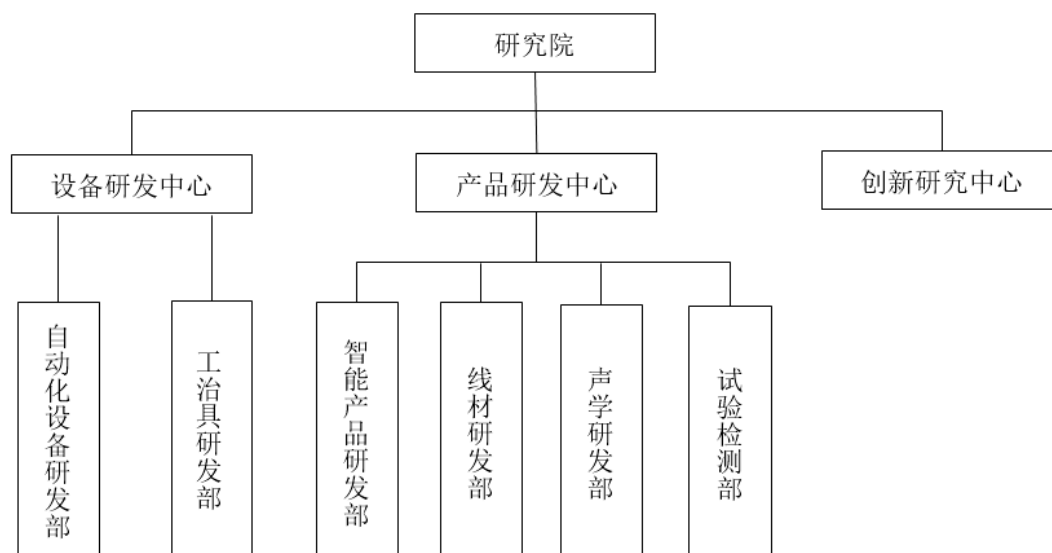 研究院
设备研发中心
产品研发中心
创新研究中心
自动化设备研发部
工治具研发部
智能产品研发部
线材研发部
声学研发部
试验检测部